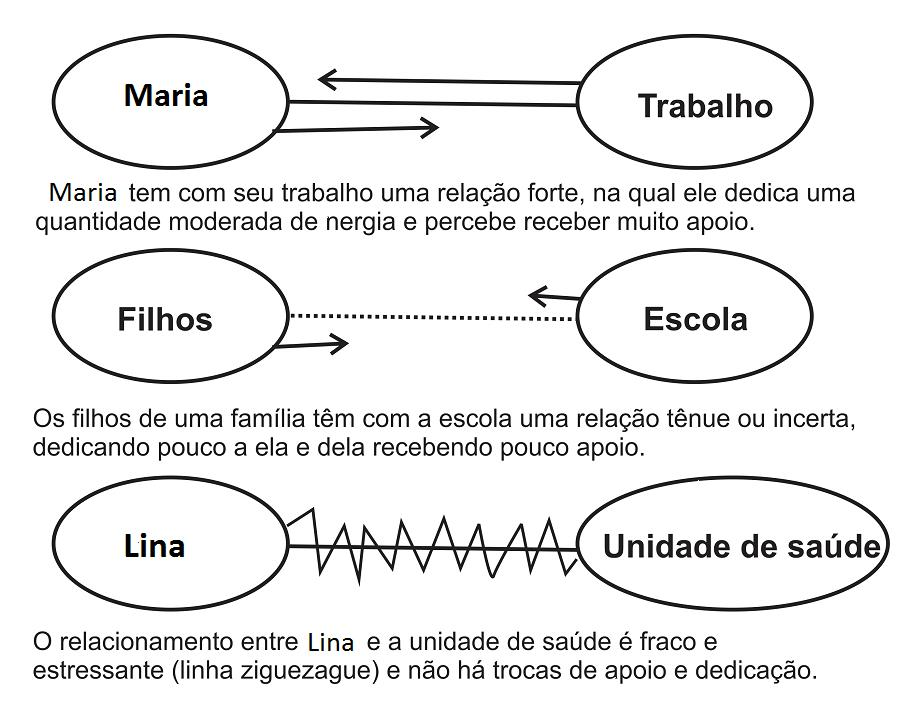 Maria
Trabalho
Maria tem com seu trabalho uma relação forte, na qual ele dedica uma
quantidade moderada de nergia e percebe receber muito apoio.
Filhos
Escola
Os filhos de uma família têm com a escola uma relação tênue ou incerta,
dedicando pouco a ela e dela recebendo pouco apoio.
Lina
Unidade de saúde
O relacionamento entre Lina e a unidade de saúde é fraco e
estressante (linha ziguezague) e não há trocas de apoio e dedicação.